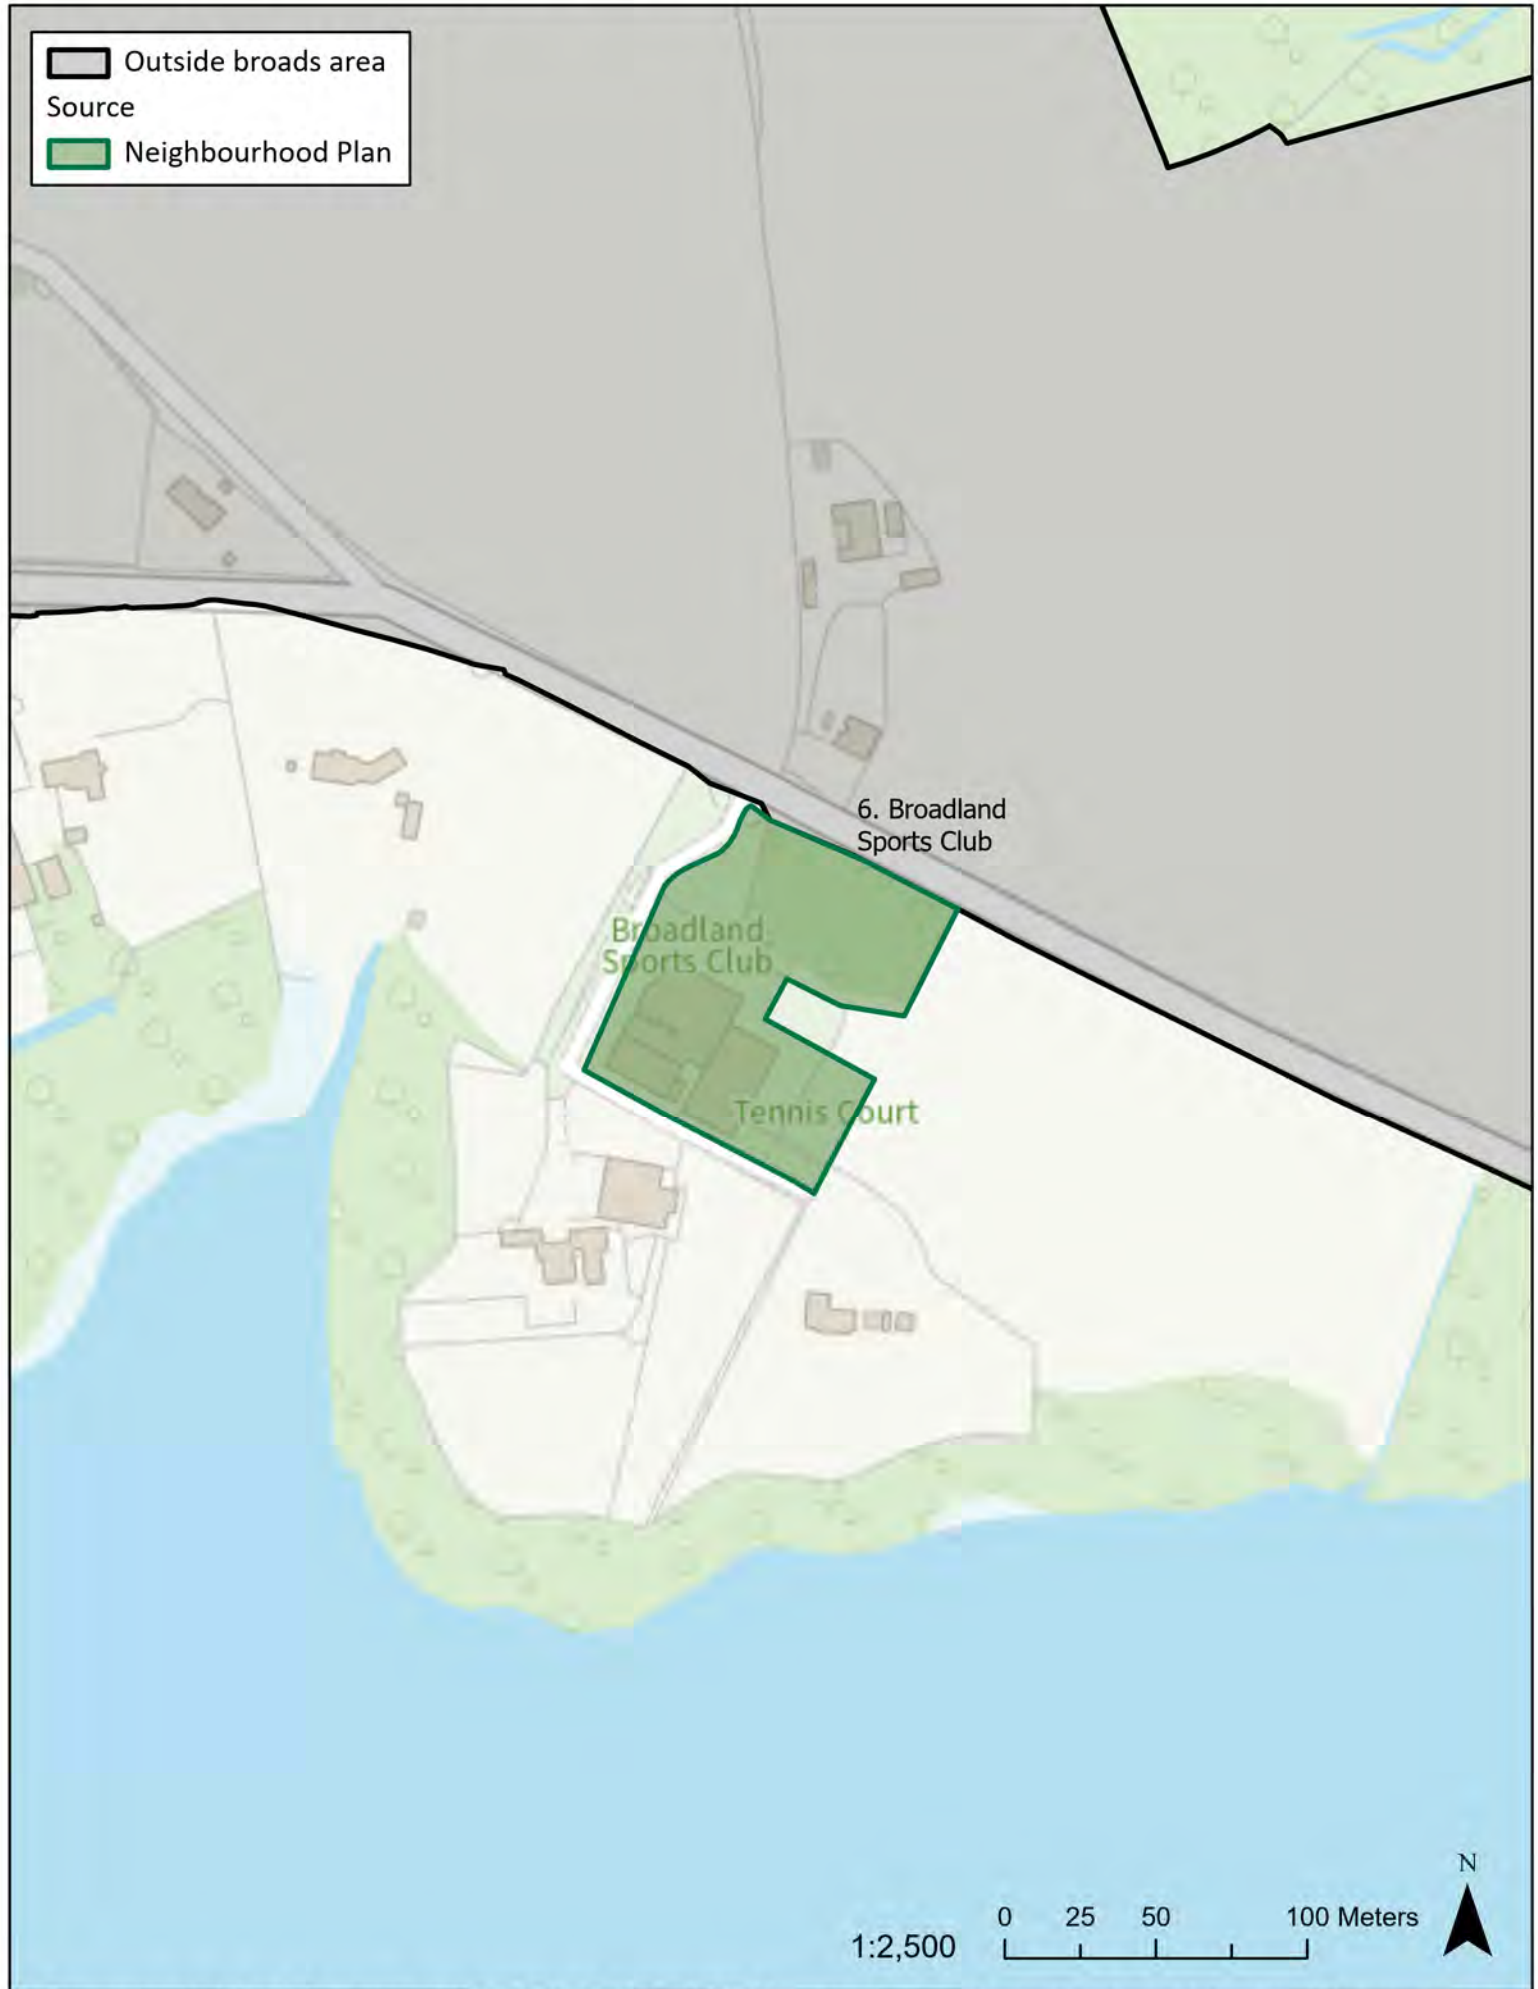 Outside broads area
Source
Neighbourhood Plan
6. Broadland
Sports Club
Broadland
Sports Club
Tennis Court
N
0 25 50 100 Meters
1:2,500